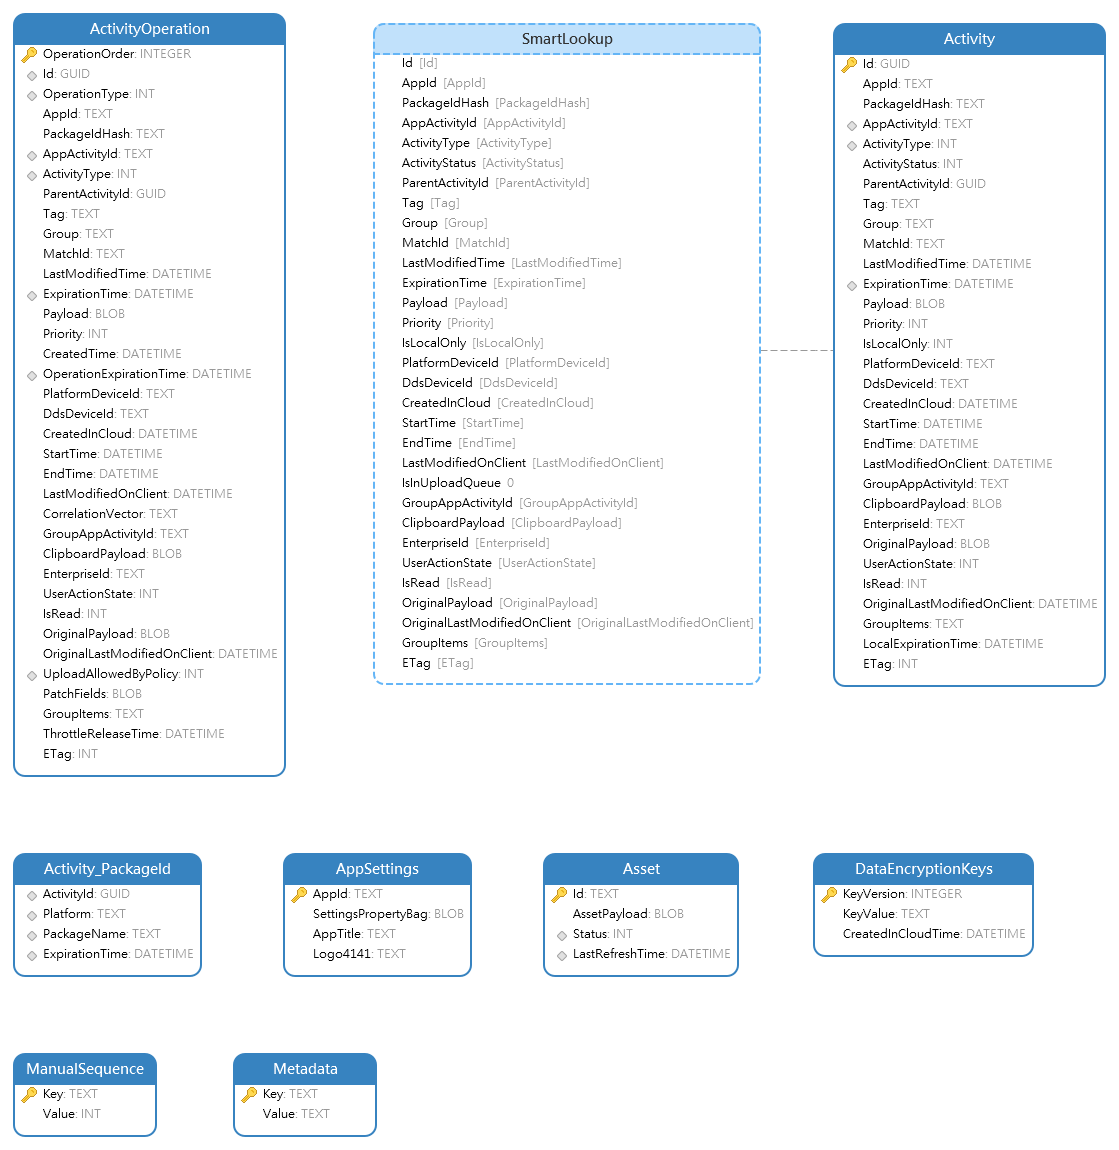 ActivityOperation
OperationOrder: INTEGER
Id: GUID
OperationType: INT
AppId: TEXT
PackageIdHash: TEXT
AppActivityId: TEXT
ActivityType: INT
ParentActivityId: GUID
Tag: TEXT
Group: TEXT
MatchId: TEXT
LastModifiedTime: DATETIME
ExpirationTime: DATETIME
Payload: BLOB
Priority: INT
CreatedTime: DATETIME
OperationExpirationTime: DATETIME
PlatformDeviceId: TEXT
DdsDeviceId: TEXT
CreatedInCloud: DATETIME
StartTime: DATETIME
EndTime: DATETIME
LastModifiedOnClient: DATETIME
CorrelationVector: TEXT
GroupAppActivityId: TEXT
ClipboardPayload: BLOB
EnterpriseId: TEXT
UserActionState: INT
IsRead: INT
OriginalPayload: BLOB
OriginalLastModifiedOnClient: DATETIME
UploadAllowedByPolicy: INT
PatchFields: BLOB
GroupItems: TEXT
ThrottleReleaseTime: DATETIME
ETag: INT
SmartLookup
Id [Id]
AppId [AppId]
PackageIdHash [PackageIdHash]
AppActivityId [AppActivityId]
ActivityType [ActivityType]
ActivityStatus [ActivityStatus]
ParentActivityId [ParentActivityId]
Tag [Tag]
Group [Group]
MatchId [MatchId]
LastModifiedTime [LastModifiedTime]
ExpirationTime [ExpirationTime]
Payload [Payload]
Priority [Priority]
IsLocalOnly [IsLocalOnly]
PlatformDeviceId [PlatformDeviceId]
DdsDeviceId [DdsDeviceId]
CreatedInCloud [CreatedInCloud]
StartTime [StartTime]
EndTime [EndTime]
LastModifiedOnClient [LastModifiedOnClient]
IsInUploadQueue 0
GroupAppActivityId [GroupAppActivityId]
ClipboardPayload [ClipboardPayload]
EnterpriseId [EnterpriseId]
UserActionState [UserActionState]
IsRead [IsRead]
OriginalPayload [OriginalPayload]
OriginalLastModifiedOnClient [OriginalLastModifiedOnClient]
GroupItems [GroupItems]
ETag [ETag]
Activity
Id: GUID
AppId: TEXT
PackageIdHash: TEXT
AppActivityId: TEXT
ActivityType: INT
ActivityStatus: INT
ParentActivityId: GUID
Tag: TEXT
Group: TEXT
MatchId: TEXT
LastModifiedTime: DATETIME
ExpirationTime: DATETIME
Payload: BLOB
Priority: INT
IsLocalOnly: INT
PlatformDeviceId: TEXT
DdsDeviceId: TEXT
CreatedInCloud: DATETIME
StartTime: DATETIME
EndTime: DATETIME
LastModifiedOnClient: DATETIME
GroupAppActivityId: TEXT
ClipboardPayload: BLOB
EnterpriseId: TEXT
OriginalPayload: BLOB
UserActionState: INT
IsRead: INT
OriginalLastModifiedOnClient: DATETIME
GroupItems: TEXT
LocalExpirationTime: DATETIME
ETag: INT
Activity_PackageId
ActivityId: GUID
Platform: TEXT
PackageName: TEXT
ExpirationTime: DATETIME
AppSettings
AppId: TEXT
SettingsPropertyBag: BLOB
AppTitle: TEXT
Logo4141: TEXT
Asset
Id: TEXT
AssetPayload: BLOB
Status: INT
LastRefreshTime: DATETIME
DataEncryptionKeys
KeyVersion: INTEGER
KeyValue: TEXT
CreatedInCloudTime: DATETIME
ManualSequence
Key: TEXT
Value: INT
Metadata
Key: TEXT
Value: TEXT